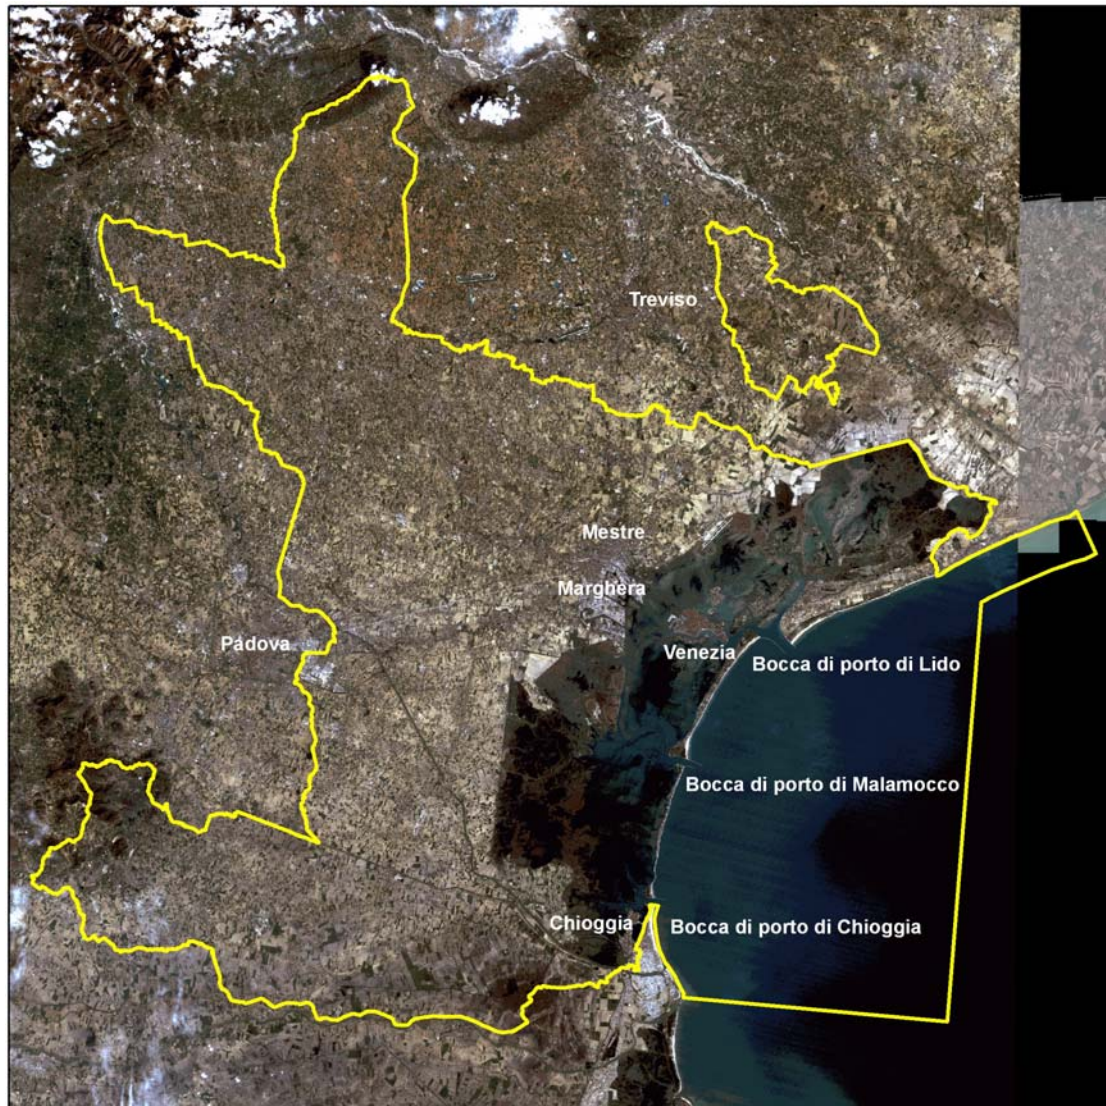 Treviso
Mestre
Marghera
Padova
Venezia
Bocca di porto di Lido
Bocca di porto di Malamocco
Chioggia
Bocca di porto di Chioggia